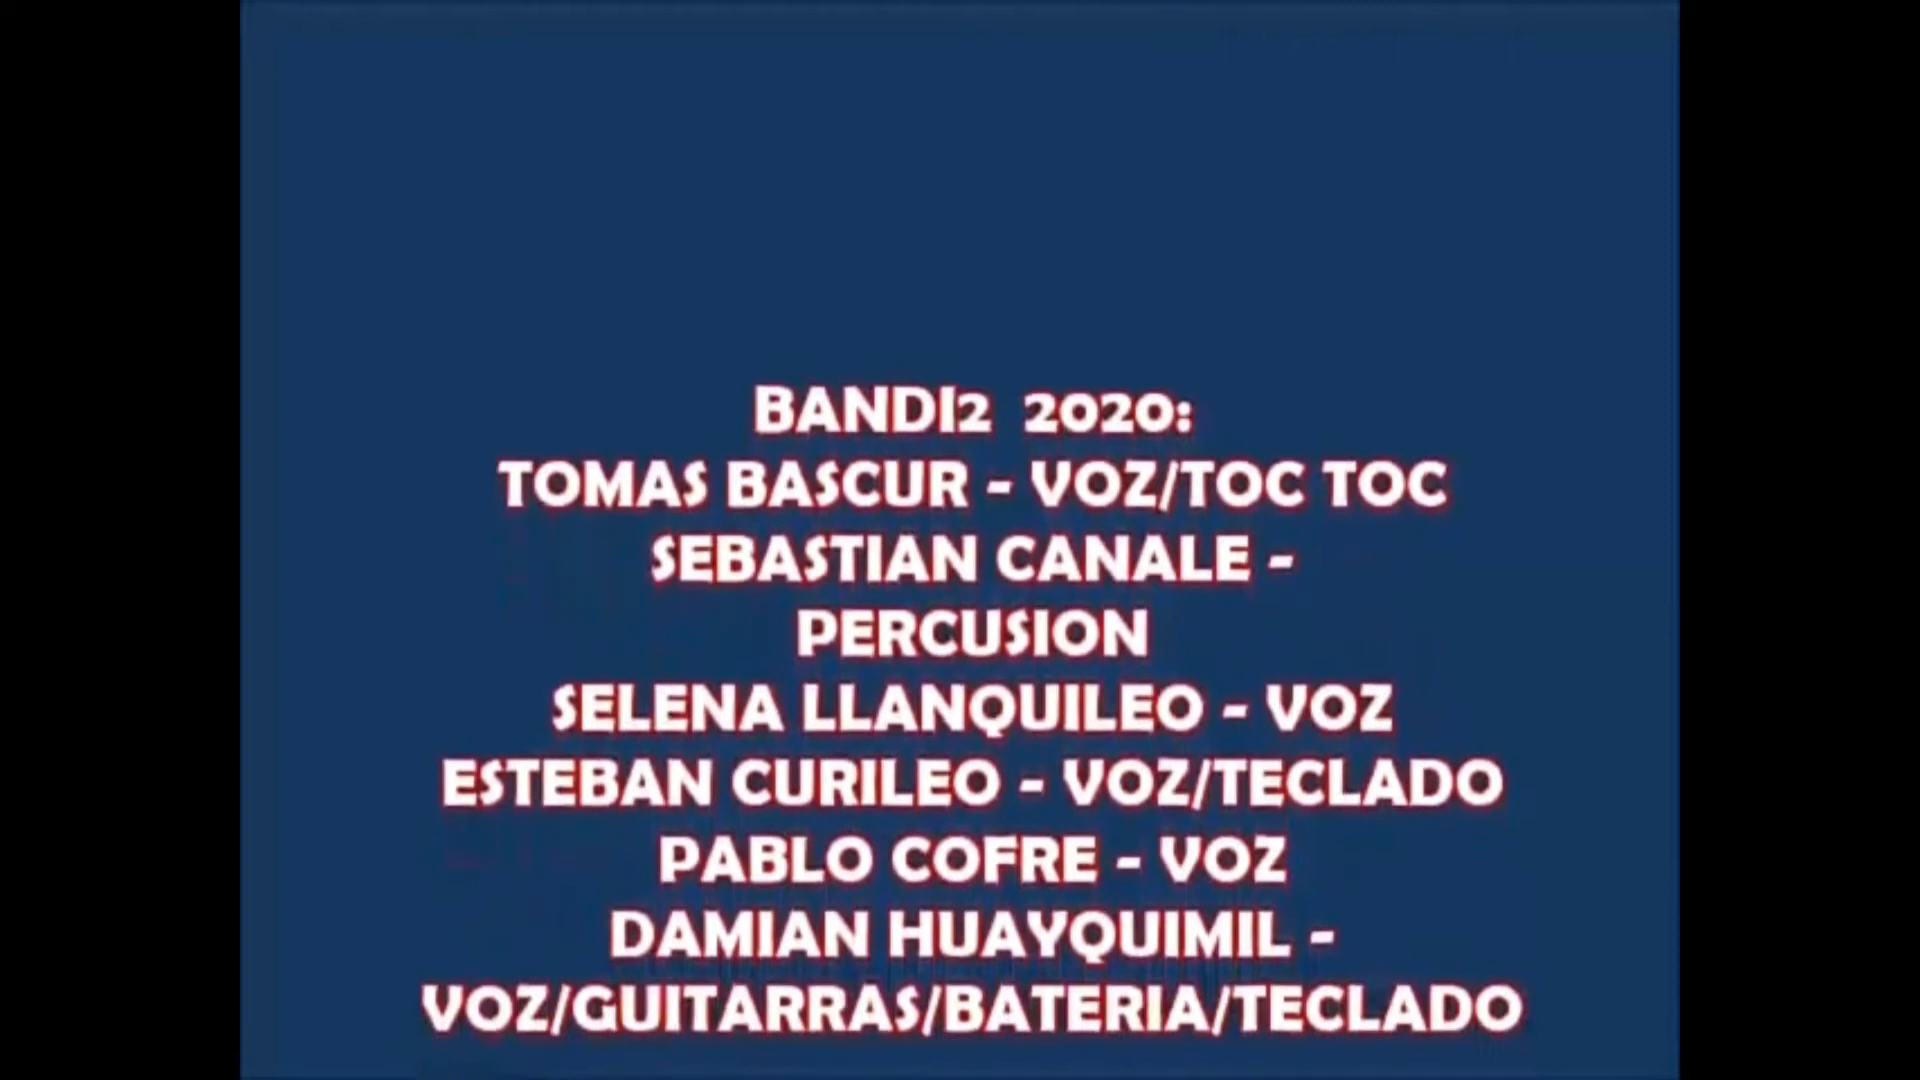 BANDI2  2020:
TOMAS BASCUR - VOZ/TOC TOC
SEBASTIAN CANALE -
PERCUSION
SELENA LLANQUILEO - VOZ
ESTEBAN CURILEO - VOZ/TECLADO
PABLO COFRE - VOZ
DAMIAN HUAYQUIMIL -
VOZ/GUITARRAS/BATERIA/TECLADO